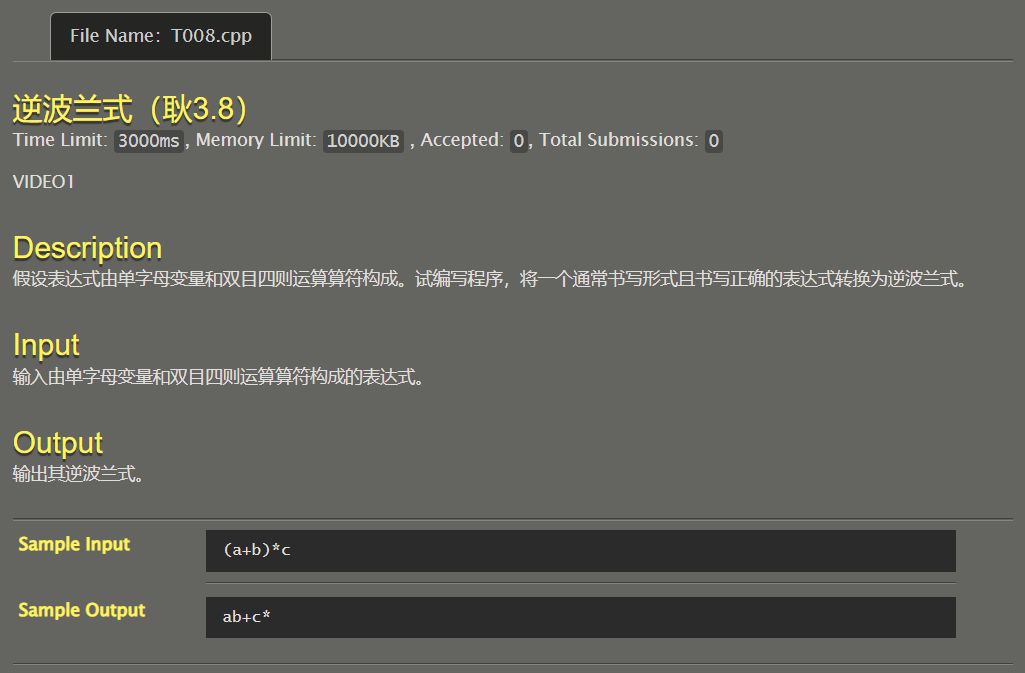 File Name：T008.cpp
逆波兰式（耿3.8）
Time Limit: 3000ms, Memory Limit: 10000KB , Accepted: 0, Total Submissions: 0
VIDEO1
Description
假设表达式由单字母变量和双目四则运算算符构成。试编写程序，将一个通常书写形式且书写正确的表达式转换为逆波兰式。
Input
输入由单字母变量和双目四则运算算符构成的表达式。
Output
输出其逆波兰式。
Sample Input
(a+b)*c
Sample Output
ab+c*